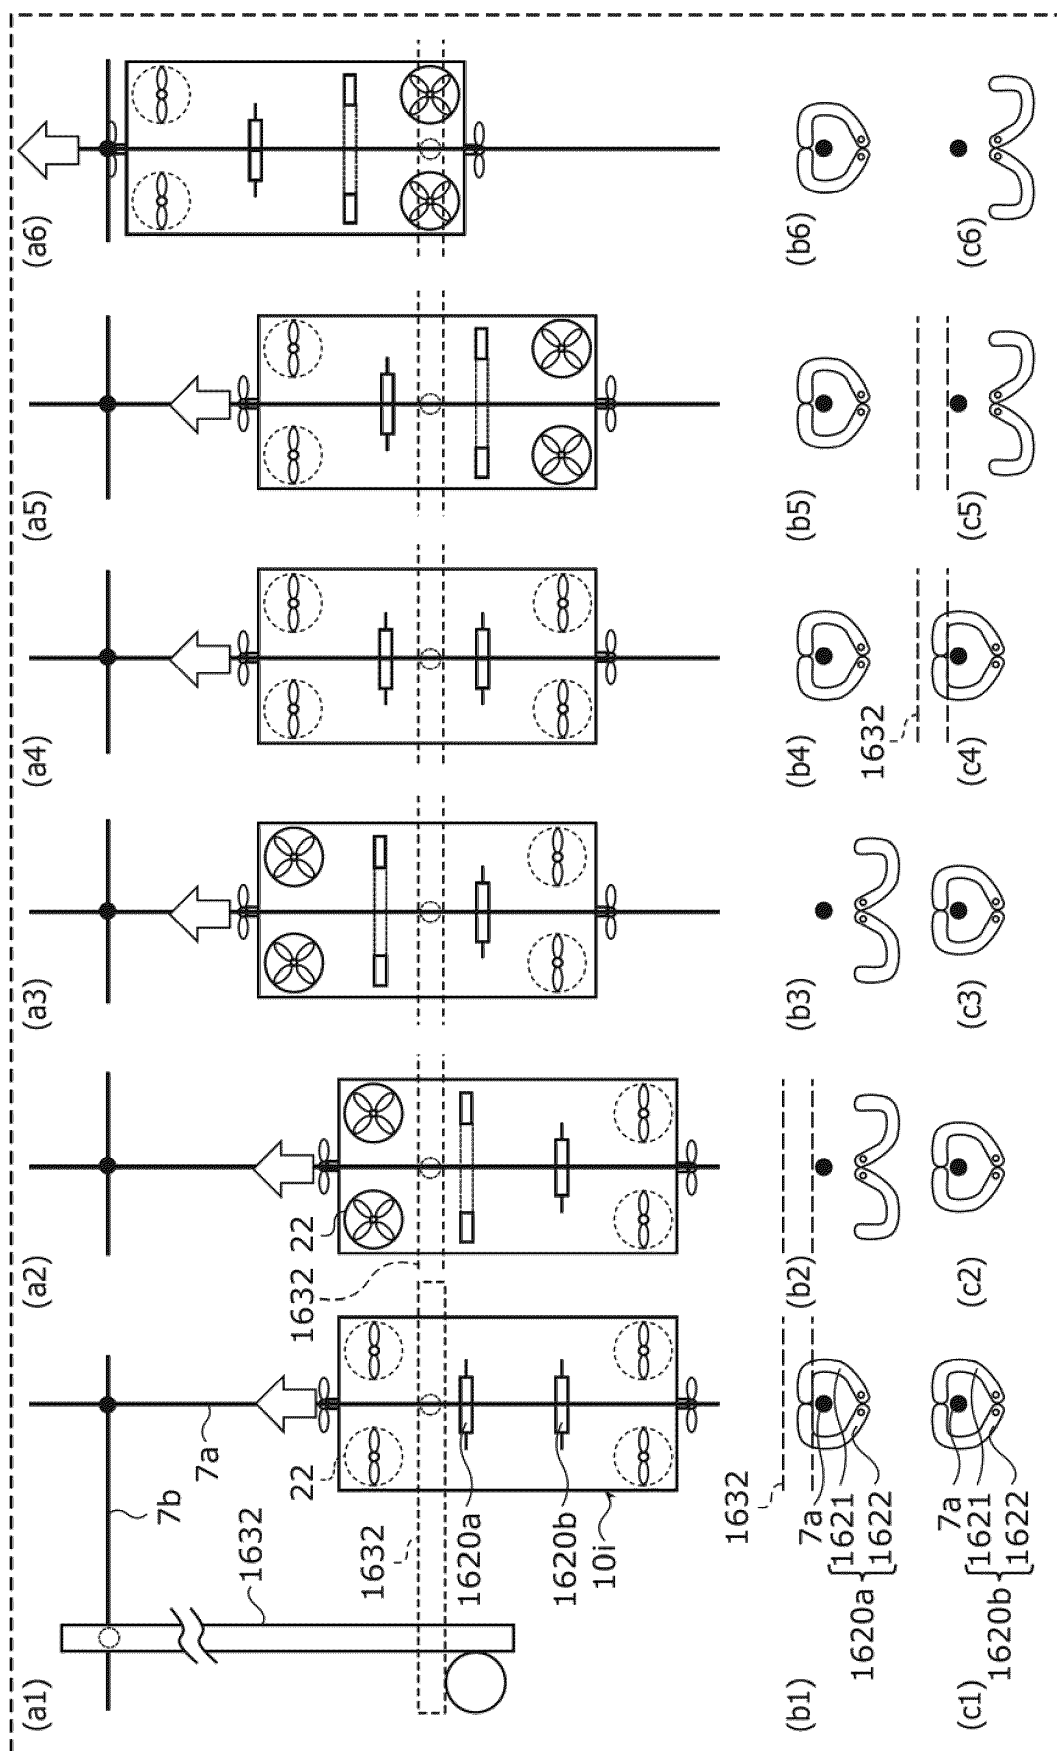 (a1)
7b
7a
1632
22
1632
1620a
1620b
10i
(a2)
22
1632
(a3)
(a4)
(a5)
(a6)
(b1)
1632
7a
1621
1622
1620a
(b2)
(b3)
(b4)
1632
(b5)
(b6)
(c1)
7a
1621
1622
1620b
(c2)
(c3)
(c4)
(c5)
(c6)